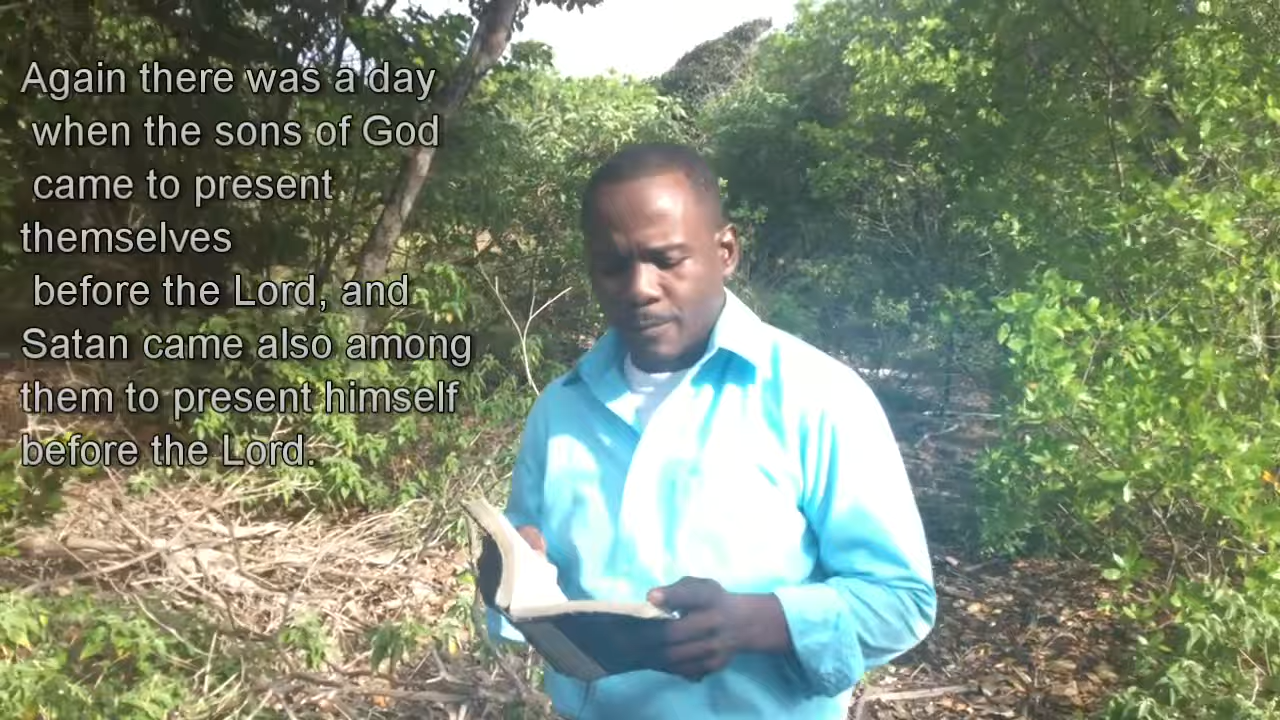 Again there was a day
when the sons of God
came to present
themselves
before the Lord, and
Satan came also among
them to present himself
before the Lord.